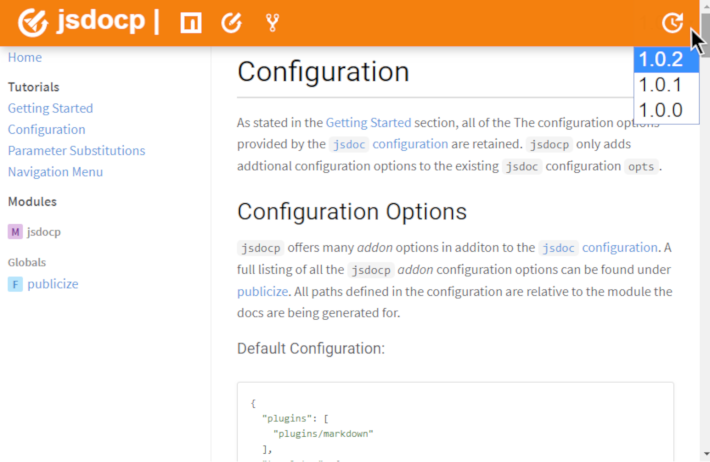 jsdocp |
1.0.2
1.0.1
1.0.0
Home
Tutorials
Getting Started
Configuration
Parameter Substitutions
Navigation Menu
Modules
M jsdocp
Globals
F publicize
Configuration
As stated in the Getting Started section, all of the The configuration options
provided by the jsdoc configuration are retained. jsdocp only adds
addtional configuration options to the existing jsdoc configuration opts .
Configuration Options
jsdocp offers many addon options in additon to the jsdoc configuration. A
full listing of all the jsdocp addon configuration options can be found under
publicize. All paths defined in the configuration are relative to the module the
docs are being generated for.
Default Configuration:
{
"plugins": [
"plugins/markdown"
],